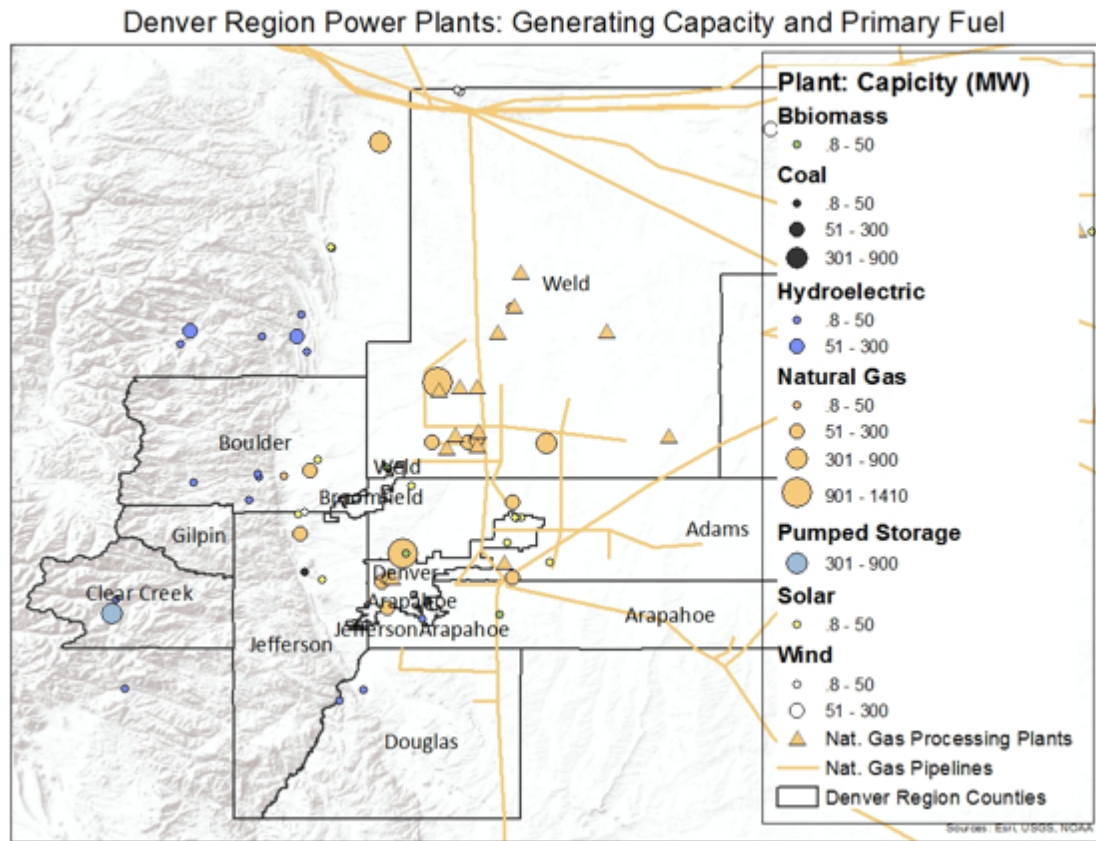 Denver Region Power Plants: Generating Capacity and Primary Fuel
Plant: Capicity (MW)
Bbiomass
.8 - 50
Coal
.8 - 50
51 - 300
301 - 900
Hydroelectric
.8 - 50
51 - 300
Natural Gas
.8 - 50
51 - 300
301 - 900
901 - 1410
Pumped Storage
301 - 900
Solar
.8 - 50
Wind
.8 - 50
51 - 300
Nat. Gas Processing Plants
Nat. Gas Pipelines
Denver Region Counties
Weld
Boulder
Weld
Broomfield
Gilpin
Adams
Denver
Clear Creek
Arapahoe
Arapahoe
Jefferson
Arapahoe
Jefferson
Douglas
Sources: Esri, USGS, NOAA